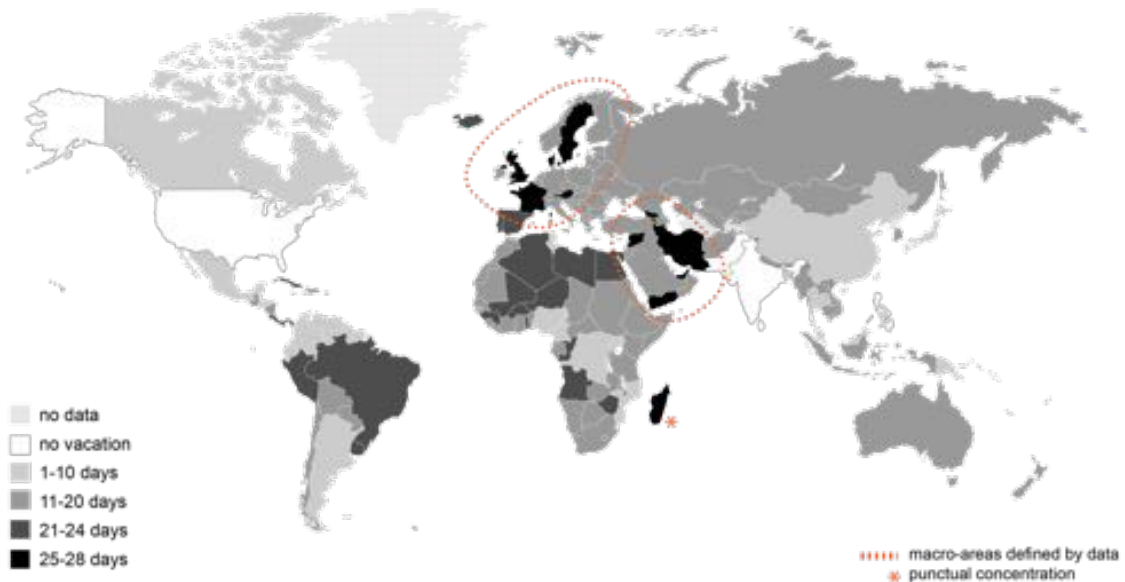 no data
no vacation
1-10 days
11-20 days
21-24 days
25-28 days
macro-areas defined by data
punctual concentration